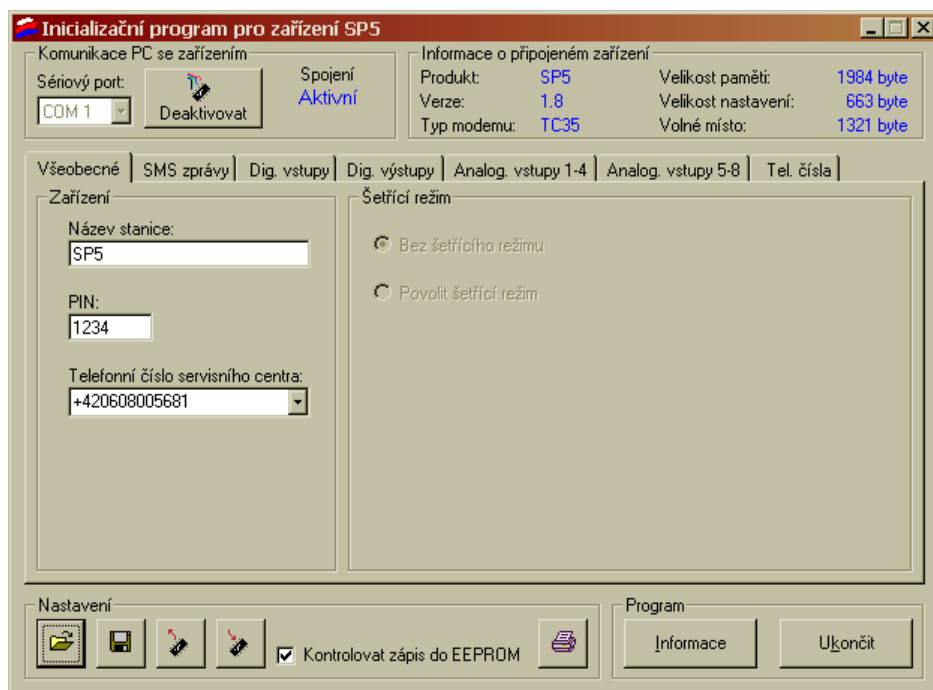 Inicializační program pro zařízení SP5
Komunikace PC se zařízením
Sériový port:
COM 1
Deaktivovat
Spojení
Aktivní
Informace o připojeném zařízení
Produkt: SP5 Velikost paměti: 1984 byte
Verze: 1.8 Velikost nastavení: 663 byte
Typ modemu: TC35 Volné místo: 1321 byte
Všeobecné SMS zprávy Dig. vstupy Dig. výstupy Analog. vstupy 1-4 Analog. vstupy 5-8 Tel. čísla
Zařízení
Název stanice:
SP5
PIN:
1234
Telefonní číslo servisního centra:
+420608005681
Šetřící režim
Bez šetřícího režimu
Povolit šetřící režim
Nastavení
Kontrolovat zápis do EEPROM
Program
Informace
Ukončit